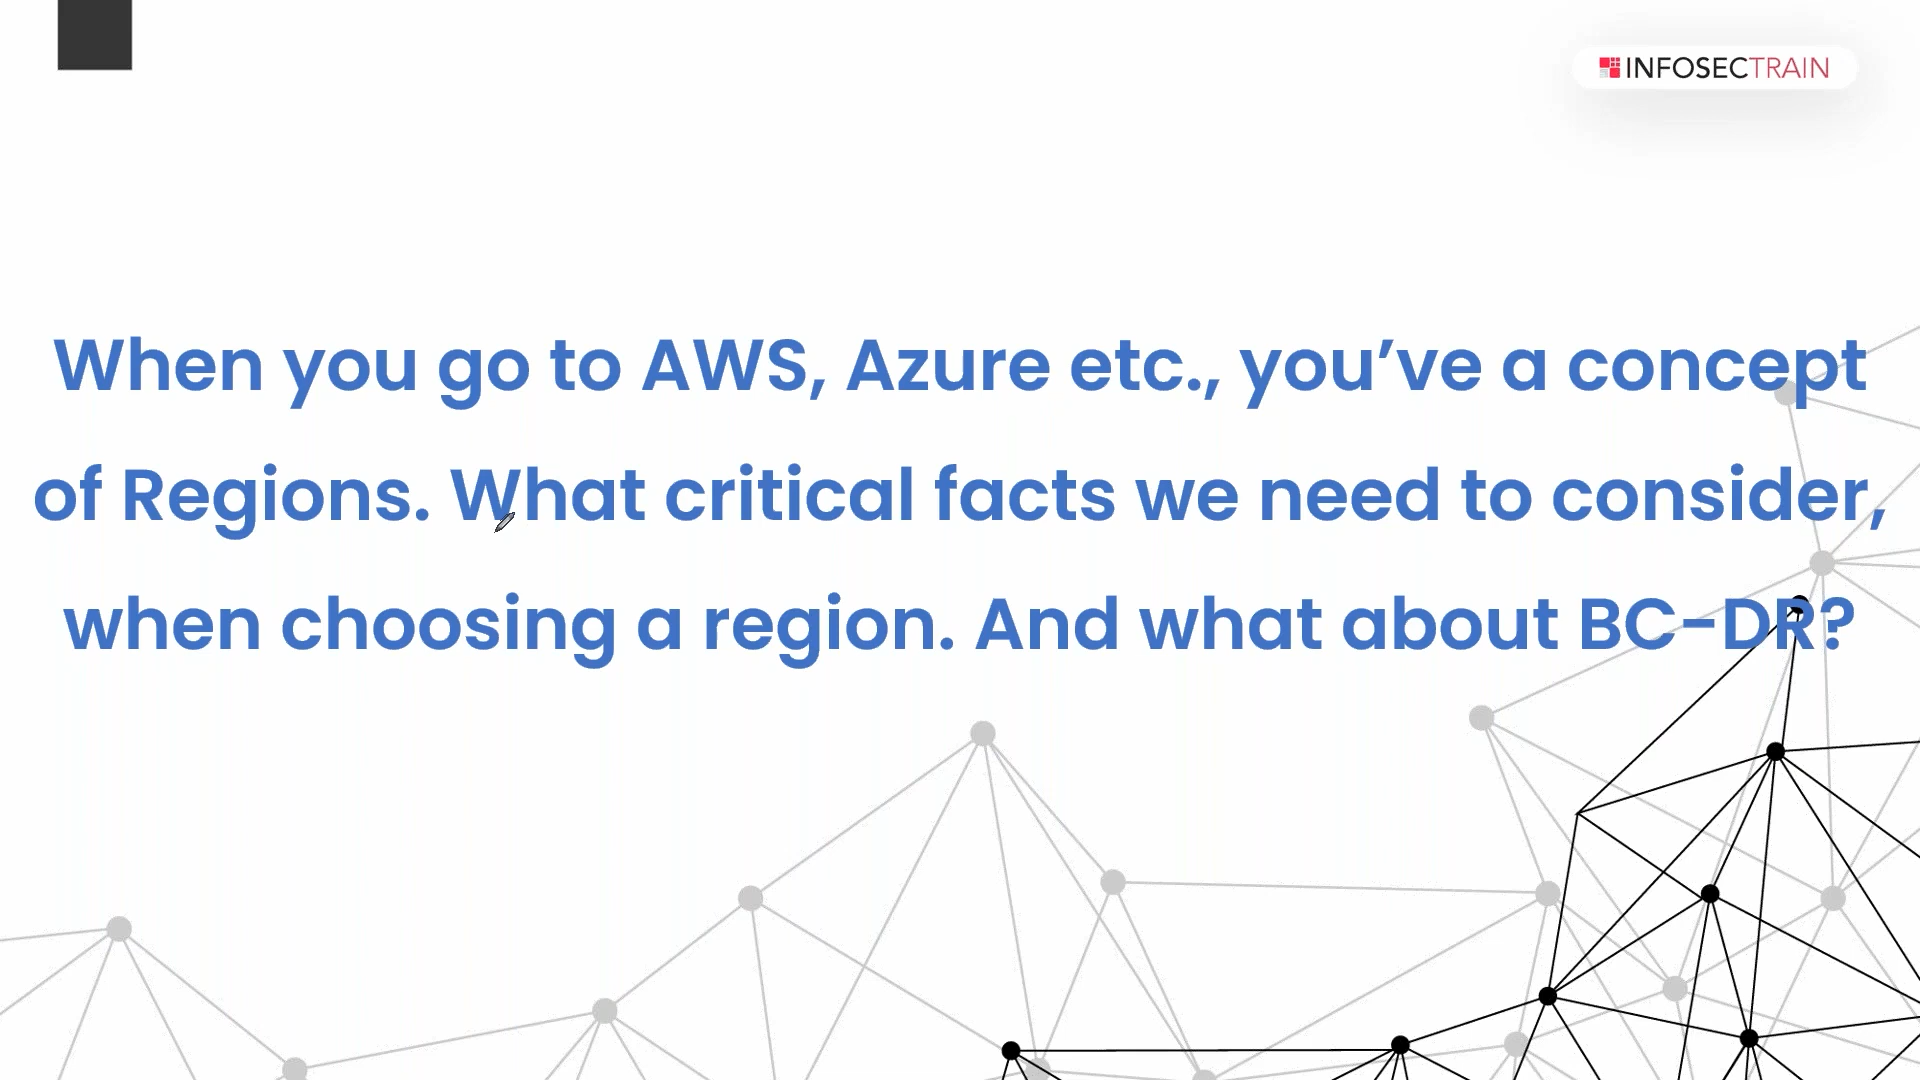 INFOSECTRAIN
When you go to AWS, Azure etc., you’ve a concept
of Regions. What critical facts we need to consider,
when choosing a region. And what about BC-DR?